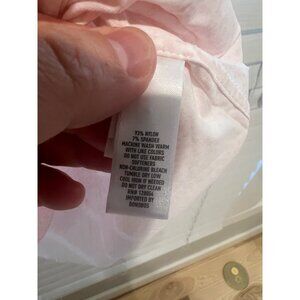 % NYLON
7% SPANDEX
MACHINE WASH WARM
WITH LIKE COLORS
DO NOT USE FABRIC
SOFTENERS
NON-CHLORINE BLEACH
TUMBLE DRY LOW
COOL IRON IF NEEDED
DO NOT DRY CLEAN
RN#
IMPORTED BY
BONOBOS